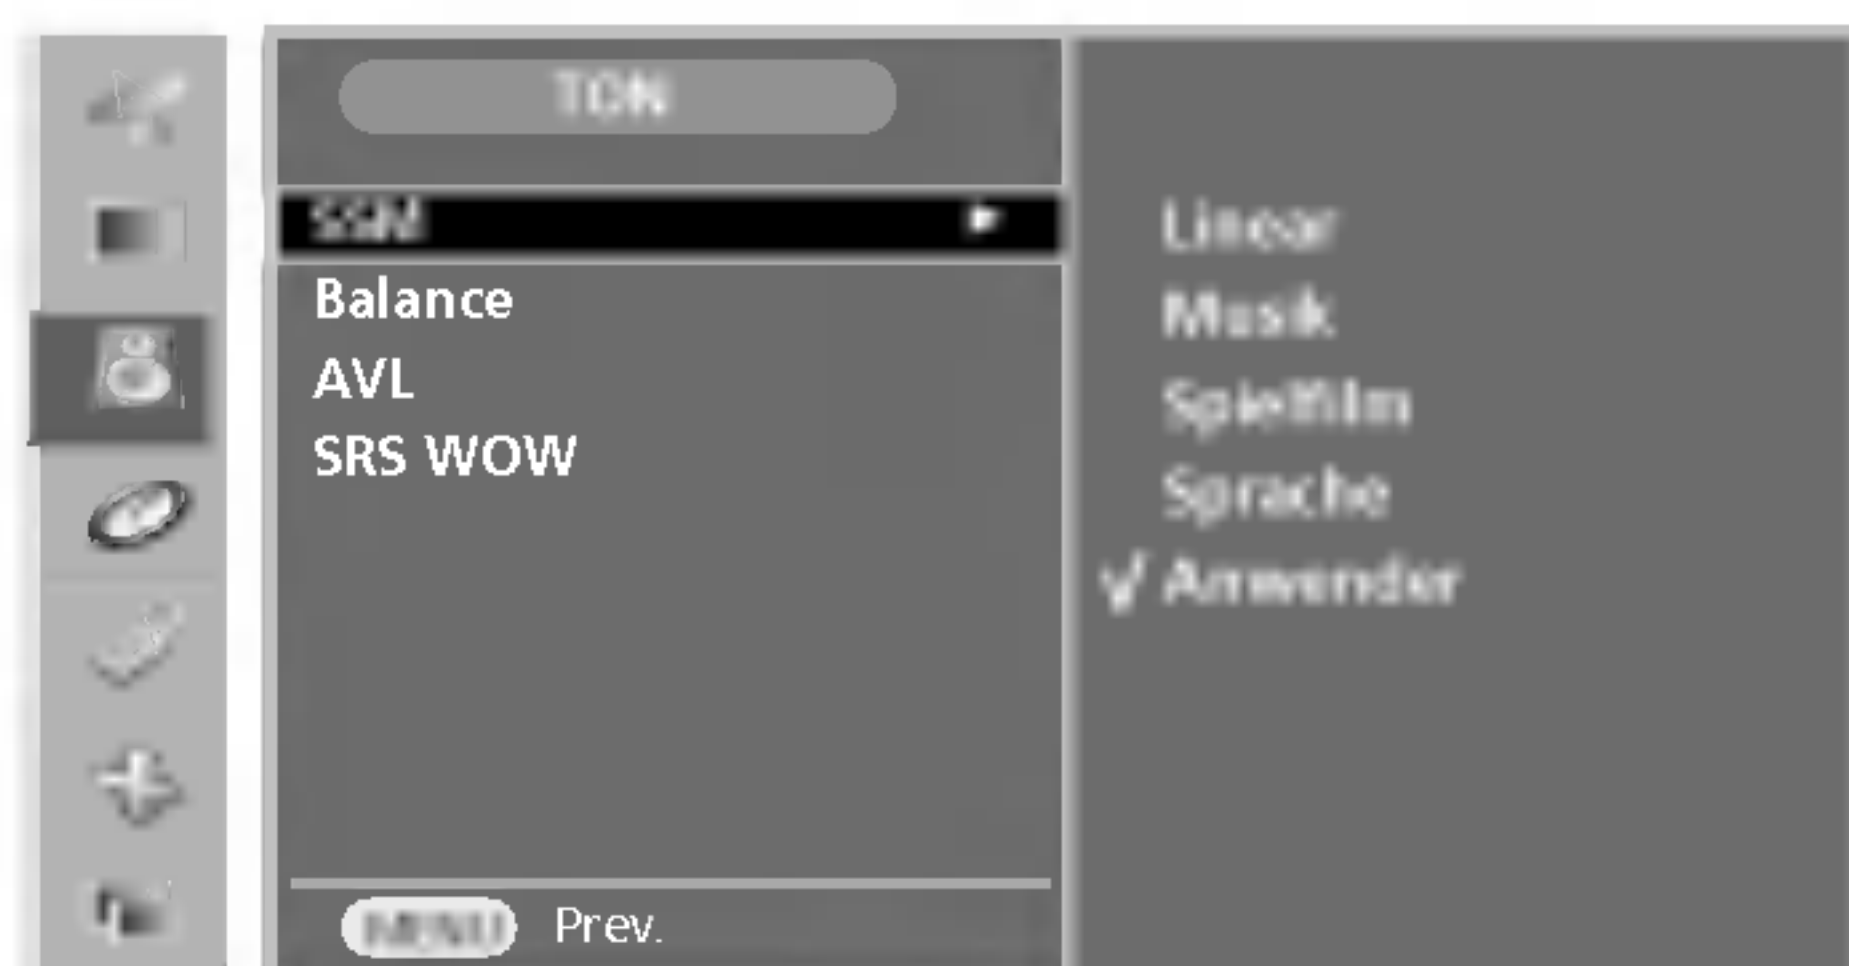 TON
SSM
Balance
AVL
SRS WOW
MENU Prev.
Linear
Musik
Spielfilm
Sprache
√ Anwender